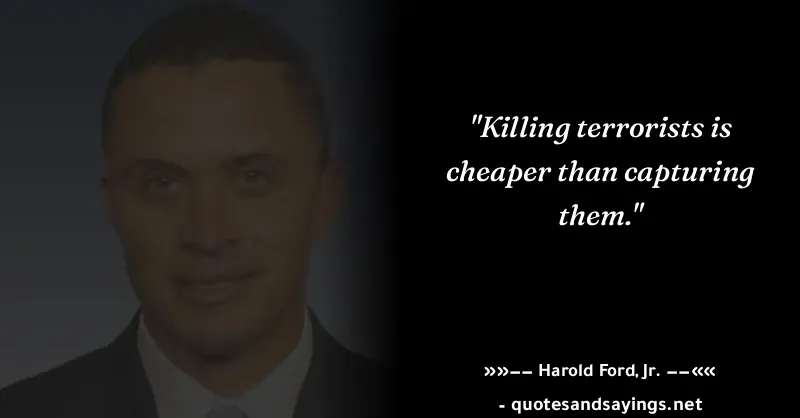 "Killing terrorists is
cheaper than capturing
them."
»»−− Harold Ford, Jr. −−««
- quotesandsayings.net